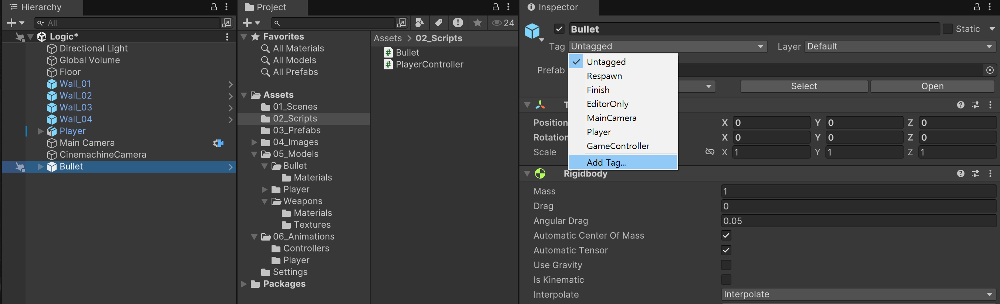 Hierarchy
All
Logic*
Directional Light
Global Volume
Floor
Wall_01
Wall_02
Wall_03
Wall_04
Player
Main Camera
CinemachineCamera
Bullet
Project
24
Favorites
All Materials
All Models
All Prefabs
Assets
01_Scenes
02_Scripts
03_Prefabs
04_Images
05_Models
Bullet
Materials
Player
Weapons
Materials
Textures
06_Animations
Controllers
Player
Settings
Packages
Assets > 02_Scripts
Bullet
PlayerController
Inspector
Bullet
Static
Tag Untagged Layer Default
Untagged
Respawn
Finish
EditorOnly
MainCamera
Player
GameController
Add Tag...
Prefab
Select Open
T
Position X 0 Y 0 Z 0
Rotation X 0 Y 0 Z 0
Scale X 1 Y 1 Z 1
Rigidbody
Mass 1
Drag 0
Angular Drag 0.05
Automatic Center Of Mass
Automatic Tensor
Use Gravity
Is Kinematic
Interpolate Interpolate